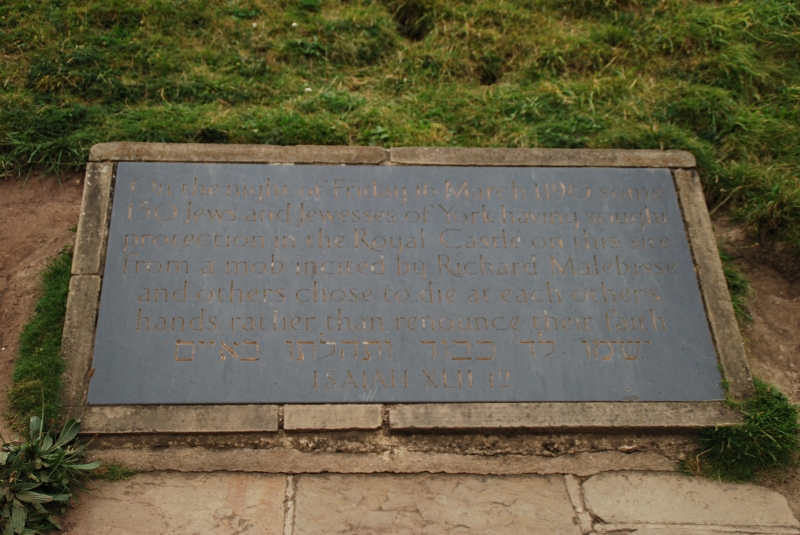 On the night of Friday 16 March 1190 some
150 Jews and Jewesses of York having sought
protection in the Royal Castle on this site
from a mob incited by Richard Malebisse
and others chose to die at each others
hands rather than renounce their faith
ישימו לה׳ כבוד ותהלתו באיים
ISAIAH XLII 12